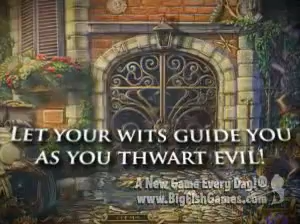 LET YOUR WITS GUIDE YOU
AS YOU THWART EVIL!
A New Game Every Day!®
www.BigFishGames.com